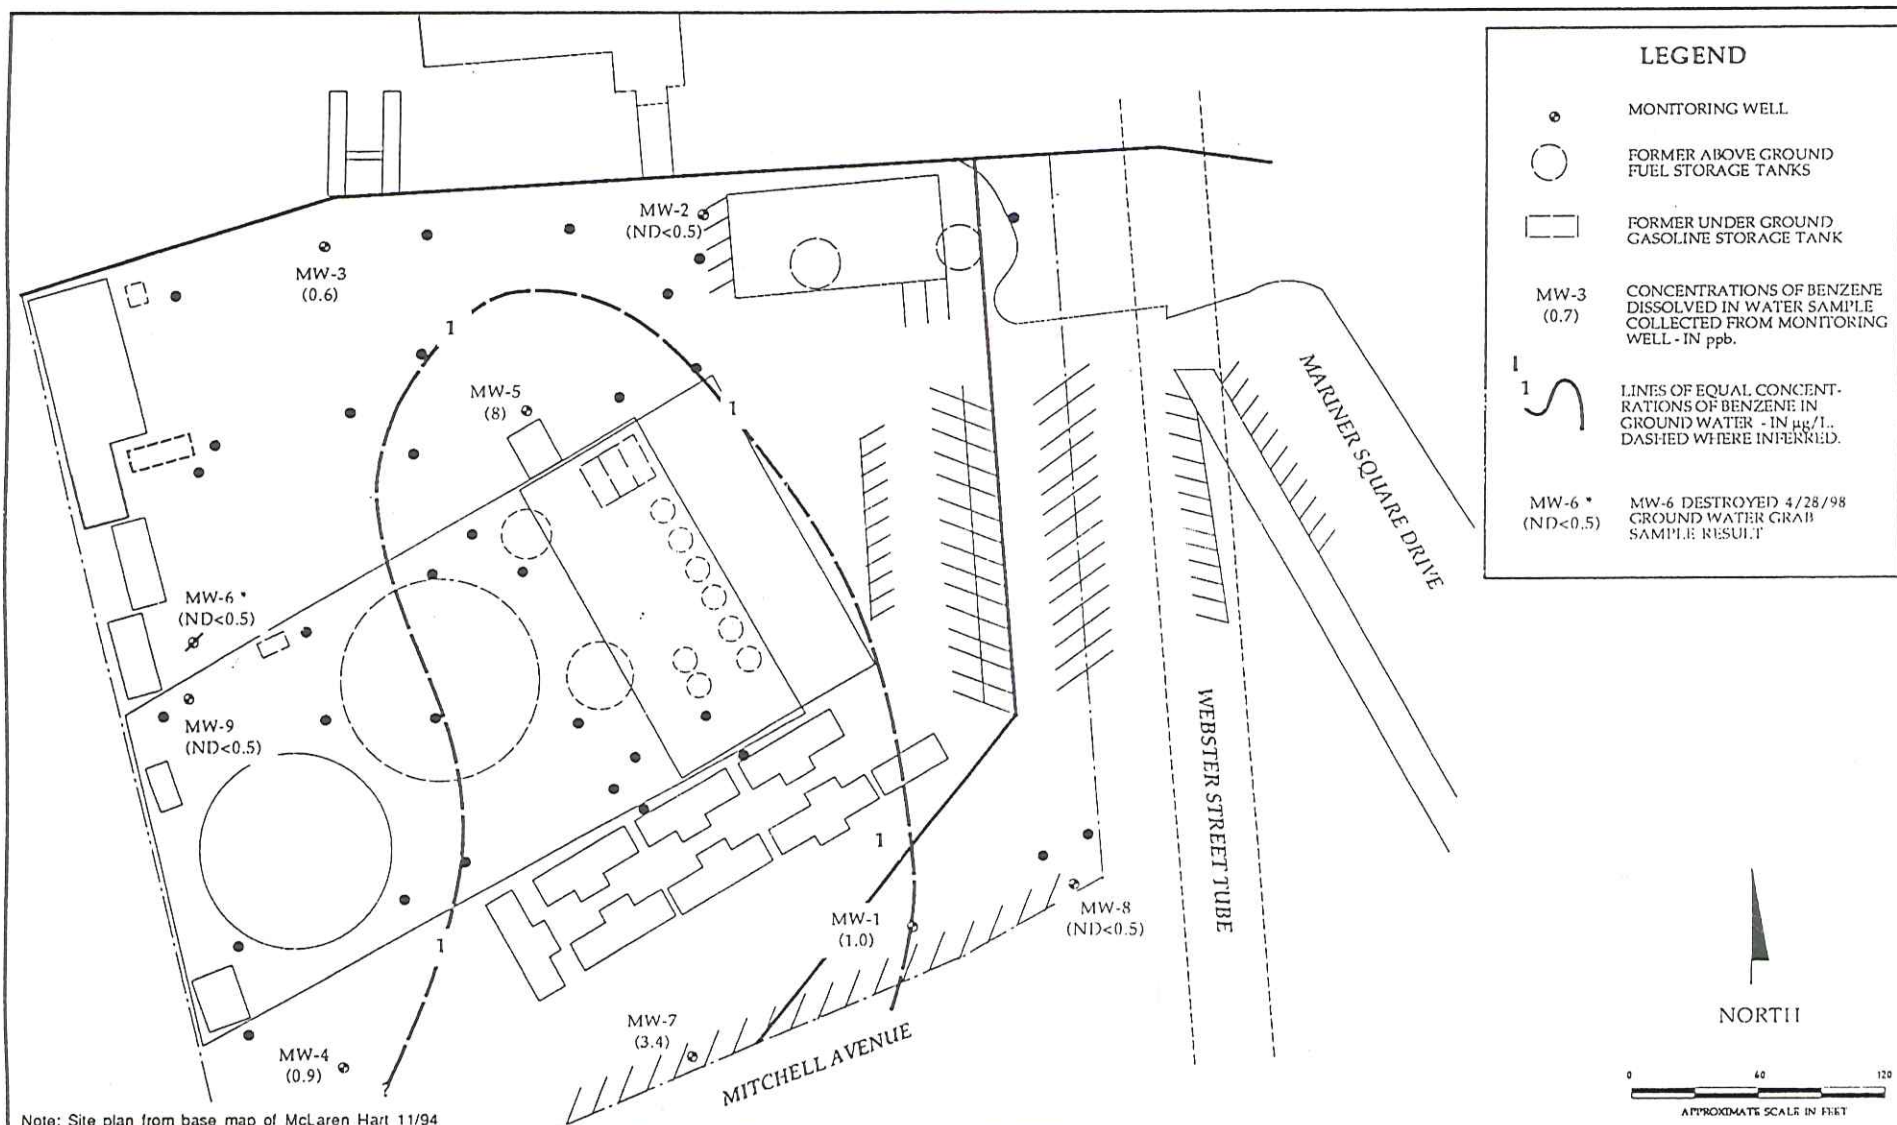 MW-2
(ND<0.5)
MW-3
(0.6)
1
MW-5
(8)
1
MW-6 *
(ND<0.5)
MW-9
(ND<0.5)
1
1
MW-1
(1.0)
MW-8
(ND<0.5)
MW-7
(3.4)
MW-4
(0.9)
?
MITCHELL AVENUE
WEBSTER STREET TUBE
MARINER SQUARE DRIVE
Note: Site plan from base map of McLaren Hart 11/94
LEGEND
MONITORING WELL
FORMER ABOVE GROUND
FUEL STORAGE TANKS
FORMER UNDER GROUND
GASOLINE STORAGE TANK
MW-3
(0.7)
CONCENTRATIONS OF BENZENE
DISSOLVED IN WATER SAMPLE
COLLECTED FROM MONITORING
WELL - IN ppb.
1
1
LINES OF EQUAL CONCENT-
RATIONS OF BENZENE IN
GROUND WATER - IN µg/L.
DASHED WHERE INFERRED.
MW-6 *
(ND<0.5)
MW-6 DESTROYED 4/28/98
GROUND WATER GRAB
SAMPLE RESULT
NORTH
0 60 120
APPROXIMATE SCALE IN FEET